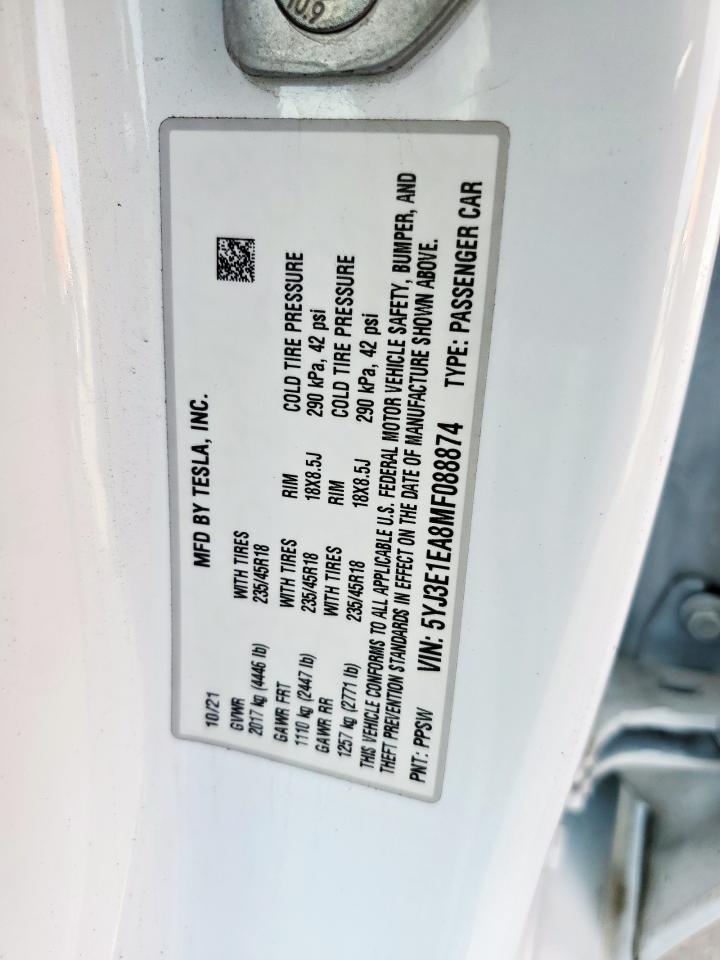 10.9
10/21 MFD BY TESLA, INC.
GVWR WITH TIRES
2017 kg (4446 lb) 235/45R18
GAWR FRT WITH TIRES RIM COLD TIRE PRESSURE
1110 kg (2447 lb) 235/45R18 18X8.5J 290 kPa, 42 psi
GAWR RR WITH TIRES RIM COLD TIRE PRESSURE
1257 kg (2771 lb) 235/45R18 18X8.5J 290 kPa, 42 psi
THIS VEHICLE CONFORMS TO ALL APPLICABLE U.S. FEDERAL MOTOR VEHICLE SAFETY, BUMPER, AND
THEFT PREVENTION STANDARDS IN EFFECT ON THE DATE OF MANUFACTURE SHOWN ABOVE.
PNT: PPSW VIN: 5YJ3E1EA8MF088874 TYPE: PASSENGER CAR